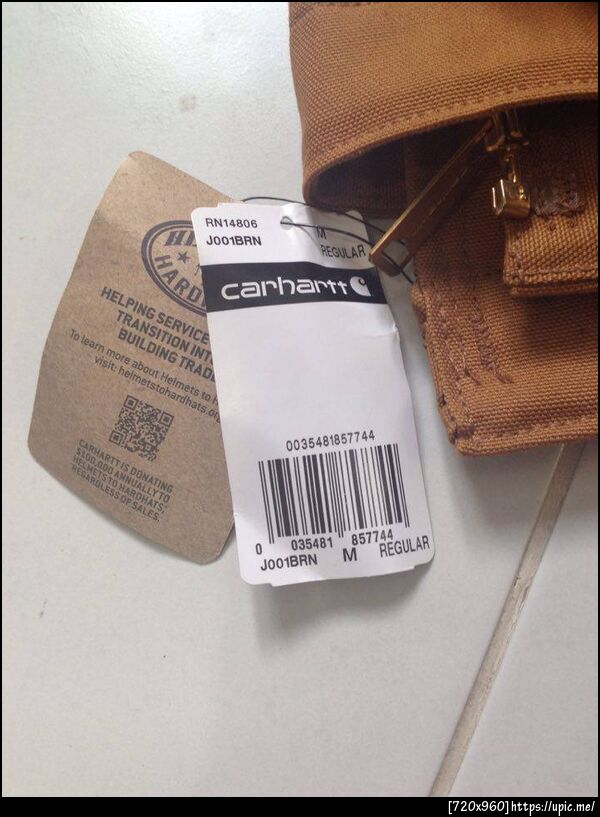 HARD
HELPING SERVICE
TRANSITION INT
BUILDING TRAD
To learn more about Helmets to H
visit: helmetstohardhats.org
CARHARTT IS DONATING
$100,000 ANNUALLY TO
HELMETS TO HARDHATS,
REGARDLESS OF SALES.
RN14806
J001BRN
M
REGULAR
carhartt
0035481857744
0 035481 857744
J001BRN M REGULAR
[720x960]https://upic.me/